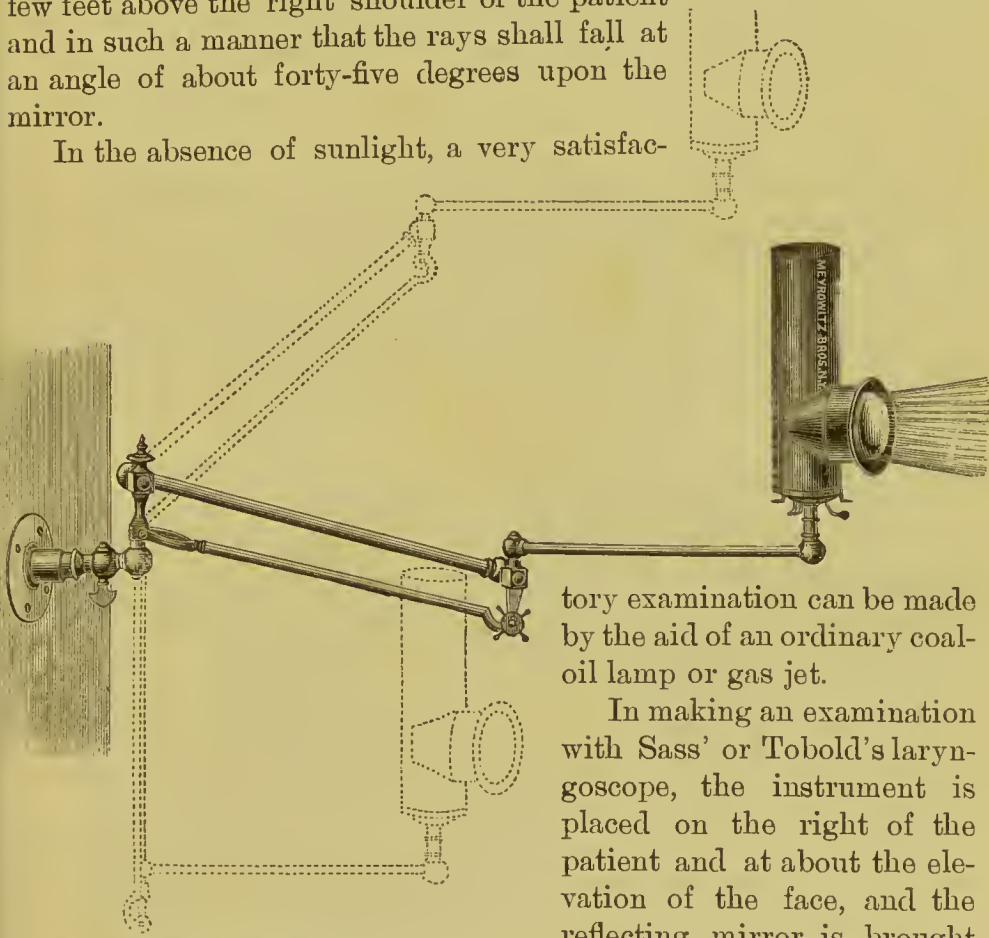 few feet above the right shoulder of the patient
and in such a manner that the rays shall fall at
an angle of about forty-five degrees upon the
mirror.
In the absence of sunlight, a very satisfac-
MEYROWITZ BROS. N.Y.
tory examination can be made
by the aid of an ordinary coal-
oil lamp or gas jet.
In making an examination
with Sass' or Tobold's laryn-
goscope, the instrument is
placed on the right of the
patient and at about the ele-
vation of the face, and the
reflecting mirror is brought